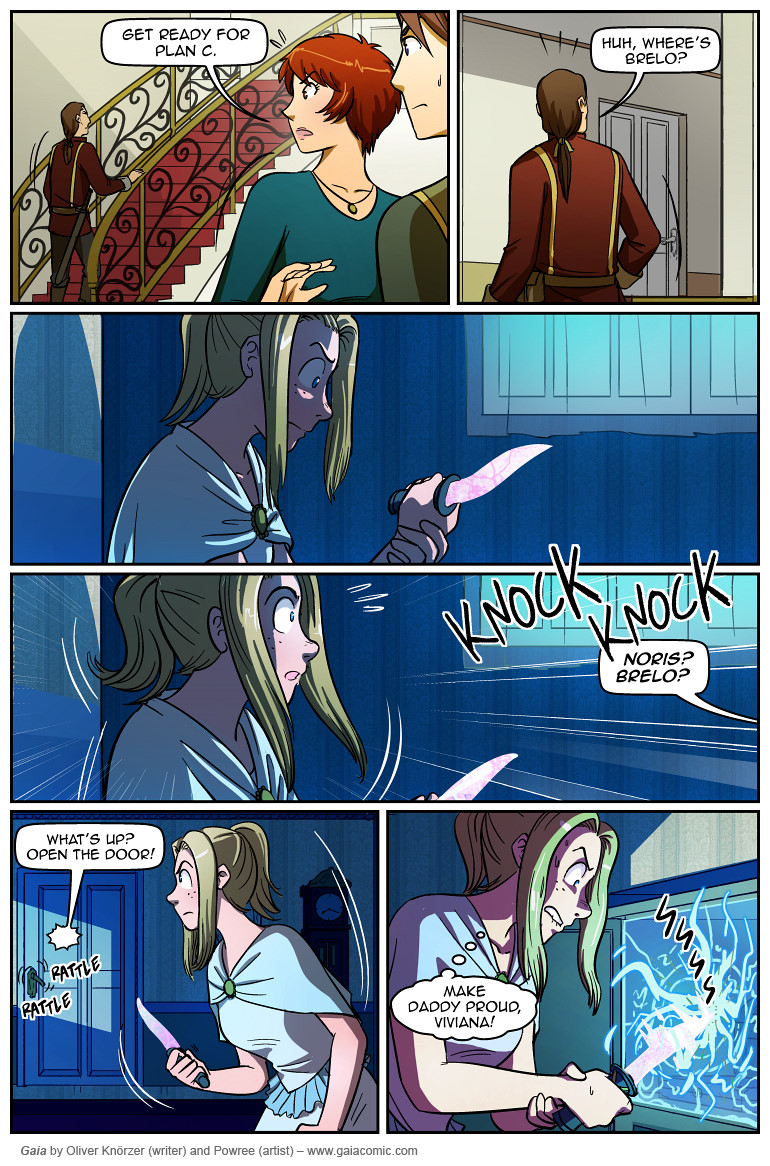 GET READY FOR
PLAN C.
HUH, WHERE'S
BRELO?
KNOCK
KNOCK
NORIS?
BRELO?
WHAT'S UP?
OPEN THE DOOR!
RATTLE
RATTLE
SUUUS
MAKE
DADDY PROUD,
VIVIANA!
Gaia by Oliver Knörzer (writer) and Powree (artist) – www.gaiacomic.com